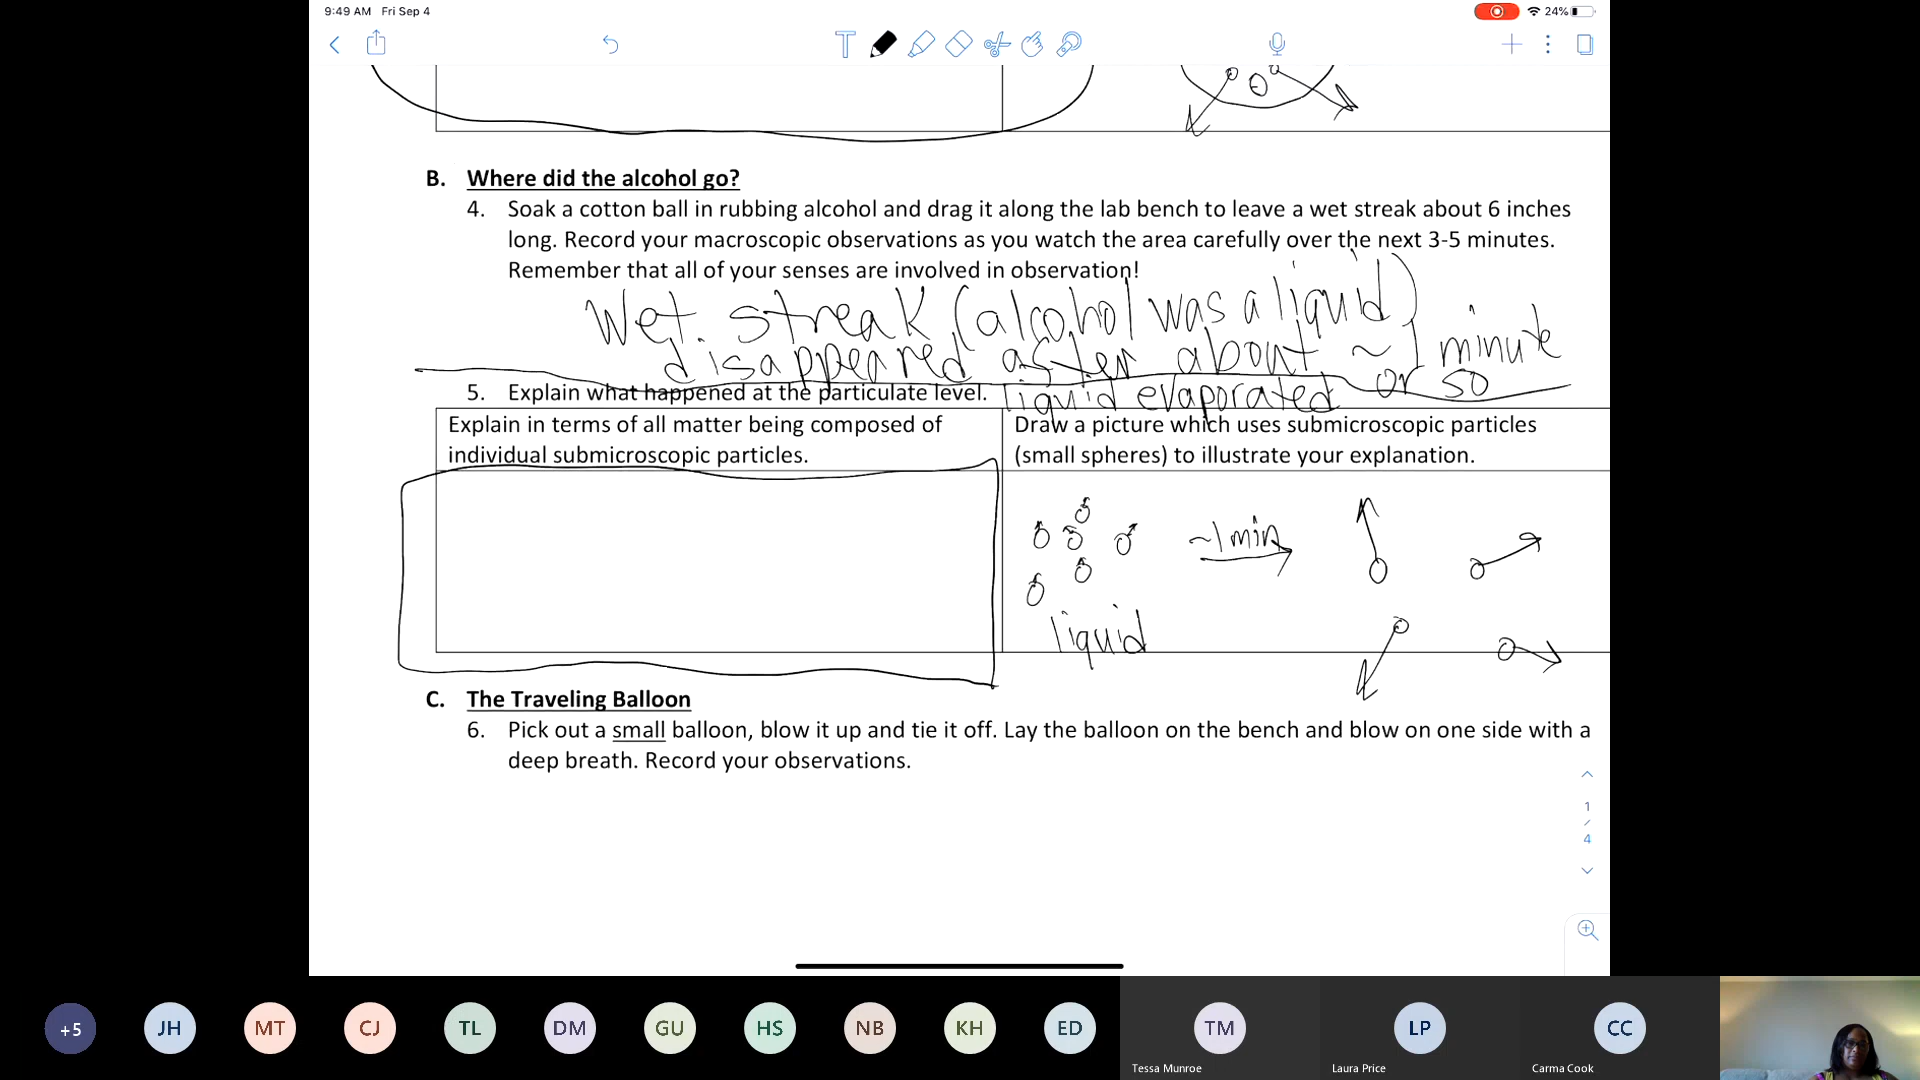 9:49 AM Fri Sep 4
24%
T
B. Where did the alcohol go?
4. Soak a cotton ball in rubbing alcohol and drag it along the lab bench to leave a wet streak about 6 inches
long. Record your macroscopic observations as you watch the area carefully over the next 3-5 minutes.
Remember that all of your senses are involved in observation!
Wet streak (alcohol was a liquid)
disappeared after about ~1 minute
or so
5. Explain what happened at the particulate level.
liquid evaporated
Explain in terms of all matter being composed of
individual submicroscopic particles.
Draw a picture which uses submicroscopic particles
(small spheres) to illustrate your explanation.
~1 min
liquid
C. The Traveling Balloon
6. Pick out a small balloon, blow it up and tie it off. Lay the balloon on the bench and blow on one side with a
deep breath. Record your observations.
1
/
4
+5
JH
MT
CJ
TL
DM
GU
HS
NB
KH
ED
TM
LP
CC
Tessa Munroe
Laura Price
Carma Cook